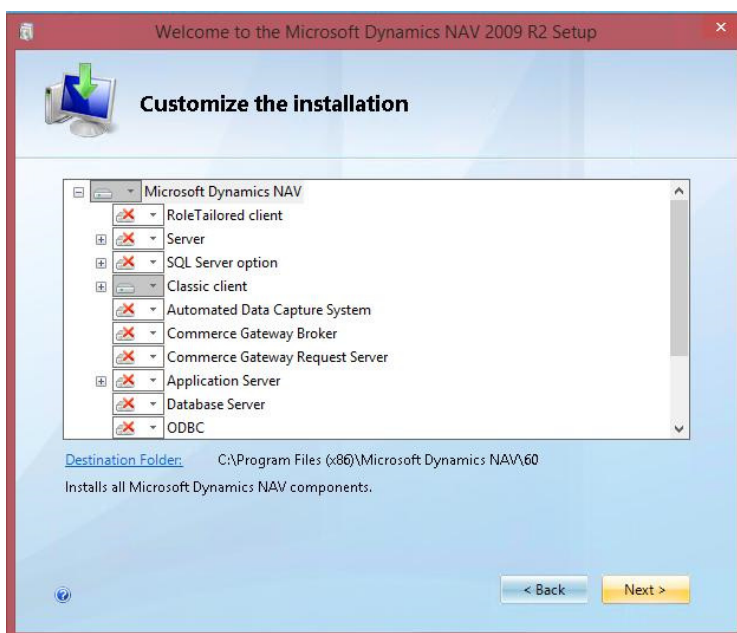 Welcome to the Microsoft Dynamics NAV 2009 R2 Setup
Customize the installation
Microsoft Dynamics NAV
RoleTailored client
Server
SQL Server option
Classic client
Automated Data Capture System
Commerce Gateway Broker
Commerce Gateway Request Server
Application Server
Database Server
ODBC
Destination Folder: C:\Program Files (x86)\Microsoft Dynamics NAV\60
Installs all Microsoft Dynamics NAV components.
< Back Next >